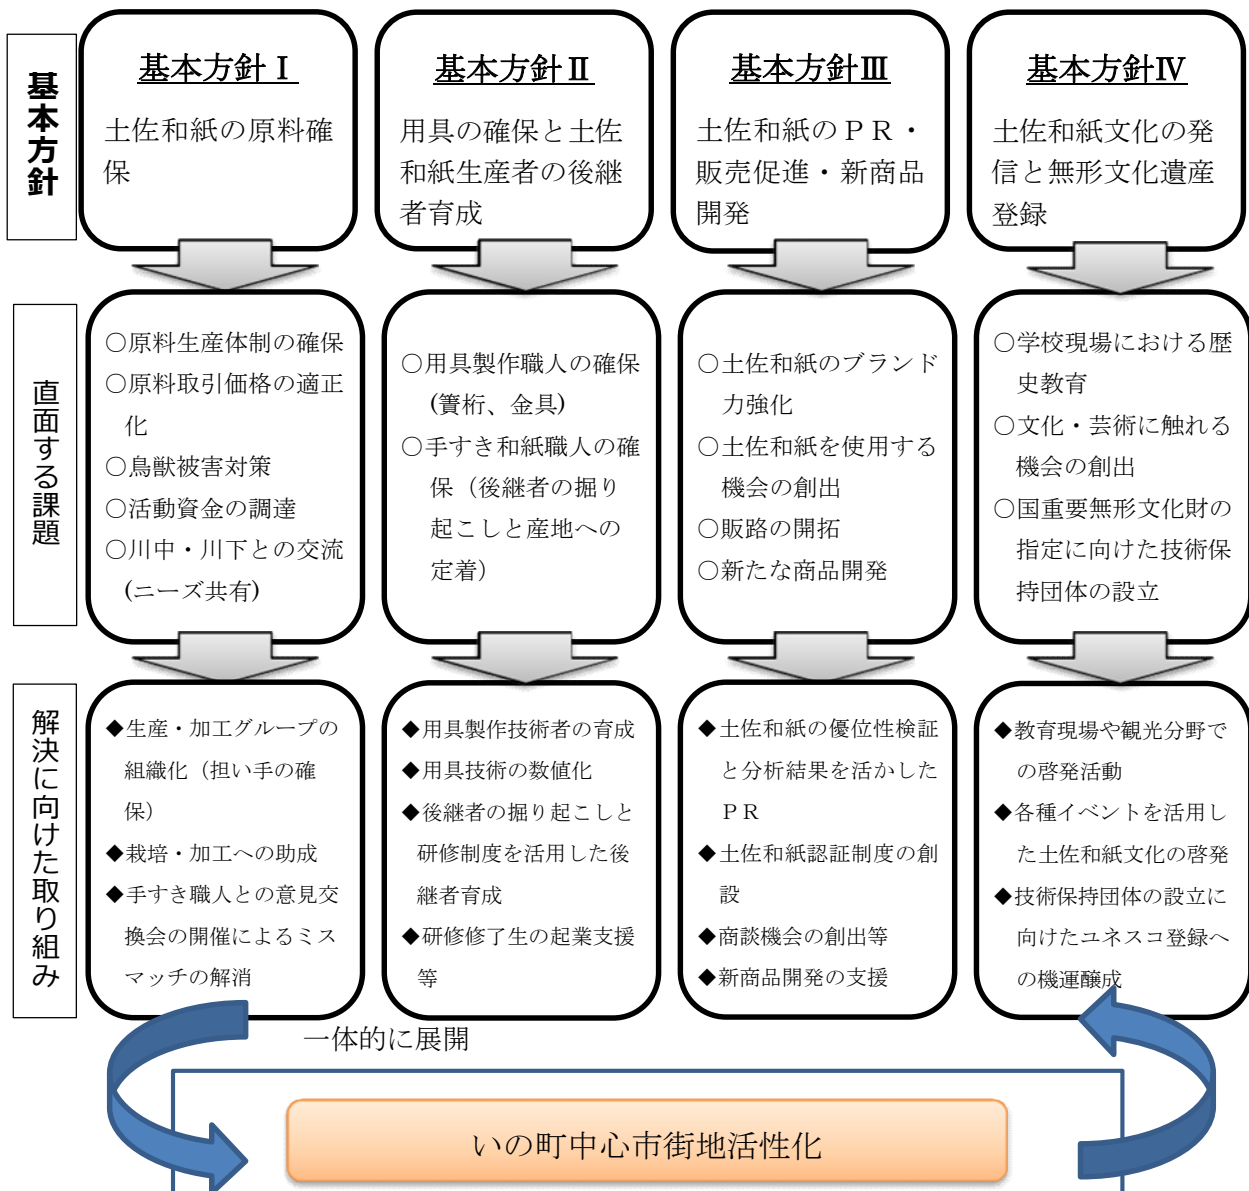 基本方針
基本方針Ⅰ
土佐和紙の原料確
保
基本方針Ⅱ
用具の確保と土佐
和紙生産者の後継
者育成
基本方針Ⅲ
土佐和紙のＰＲ・
販売促進・新商品
開発
基本方針Ⅳ
土佐和紙文化の発
信と無形文化遺産
登録
直面する課題
○原料生産体制の確保
○原料取引価格の適正
化
○鳥獣被害対策
○活動資金の調達
○川中・川下との交流
(ニーズ共有)
○用具製作職人の確保
(簀桁、金具)
○手すき和紙職人の確
保（後継者の掘り
起こしと産地への
定着）
○土佐和紙のブランド
力強化
○土佐和紙を使用する
機会の創出
○販路の開拓
○新たな商品開発
○学校現場における歴
史教育
○文化・芸術に触れる
機会の創出
○国重要無形文化財の
指定に向けた技術保
持団体の設立
解決に向けた取り組み
◆生産・加工グループの
組織化（担い手の確
保）
◆栽培・加工への助成
◆手すき職人との意見交
換会の開催によるミス
マッチの解消
◆用具製作技術者の育成
◆用具技術の数値化
◆後継者の掘り起こしと
研修制度を活用した後
継者育成
◆研修修了生の起業支援
等
◆土佐和紙の優位性検証
と分析結果を活かした
ＰＲ
◆土佐和紙認証制度の創
設
◆商談機会の創出等
◆新商品開発の支援
◆教育現場や観光分野で
の啓発活動
◆各種イベントを活用し
た土佐和紙文化の啓発
◆技術保持団体の設立に
向けたユネスコ登録へ
の機運醸成
一体的に展開
いの町中心市街地活性化